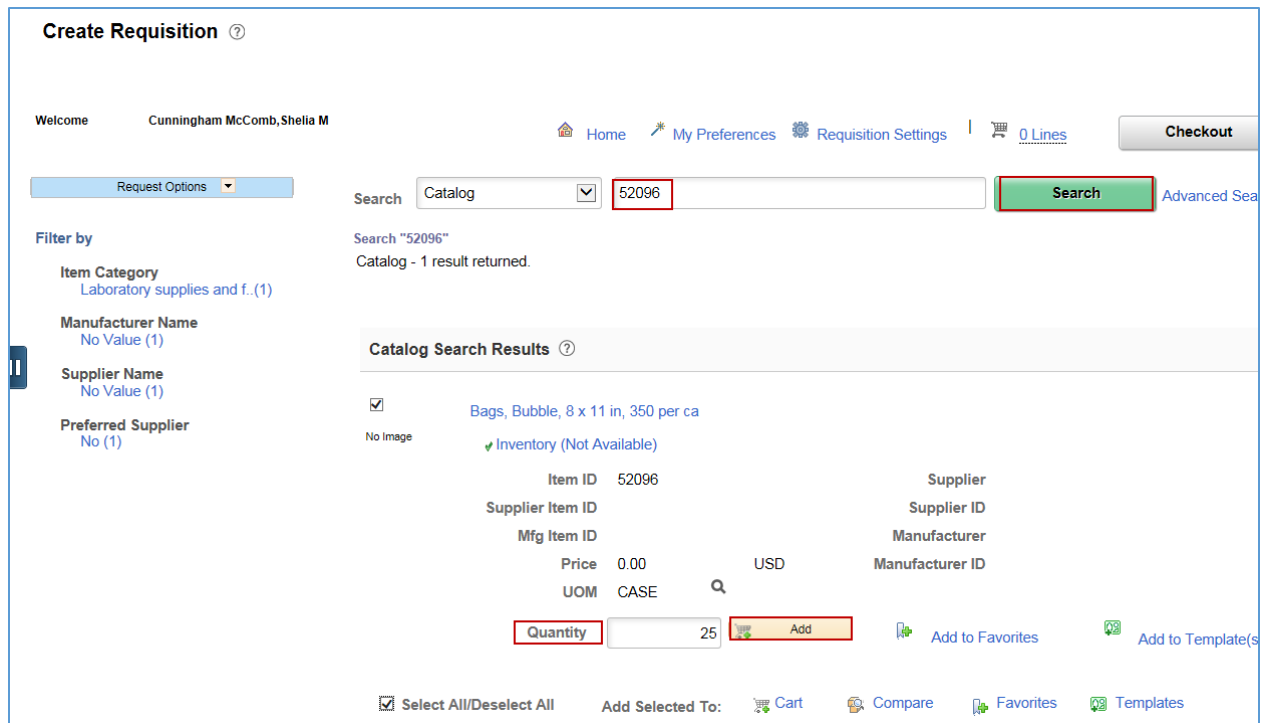 Create Requisition ?
Welcome Cunningham McComb,Shelia M
Home My Preferences Requisition Settings 0 Lines Checkout
Request Options
Search Catalog 52096 Search Advanced Sea
Filter by
Search "52096"
Catalog - 1 result returned.
Item Category
Laboratory supplies and f..(1)
Manufacturer Name
No Value (1)
Catalog Search Results ?
Supplier Name
No Value (1)
Preferred Supplier
No (1)
Bags, Bubble, 8 x 11 in, 350 per ca
No Image
Inventory (Not Available)
Item ID 52096 Supplier
Supplier Item ID Supplier ID
Mfg Item ID Manufacturer
Price 0.00 USD Manufacturer ID
UOM CASE
Quantity 25 Add Add to Favorites Add to Template(s
Select All/Deselect All Add Selected To: Cart Compare Favorites Templates